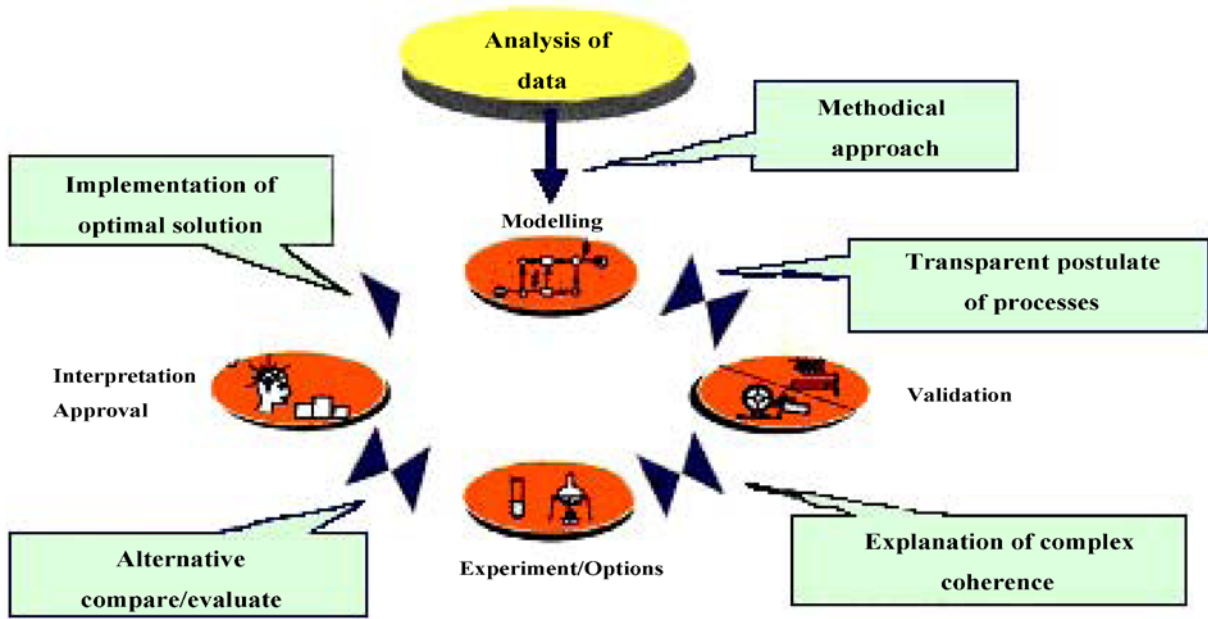 Analysis of
data
Methodical
approach
Implementation of
optimal solution
Modelling
Transparent postulate
of processes
Interpretation
Approval
Validation
Alternative
compare/evaluate
Experiment/Options
Explanation of complex
coherence